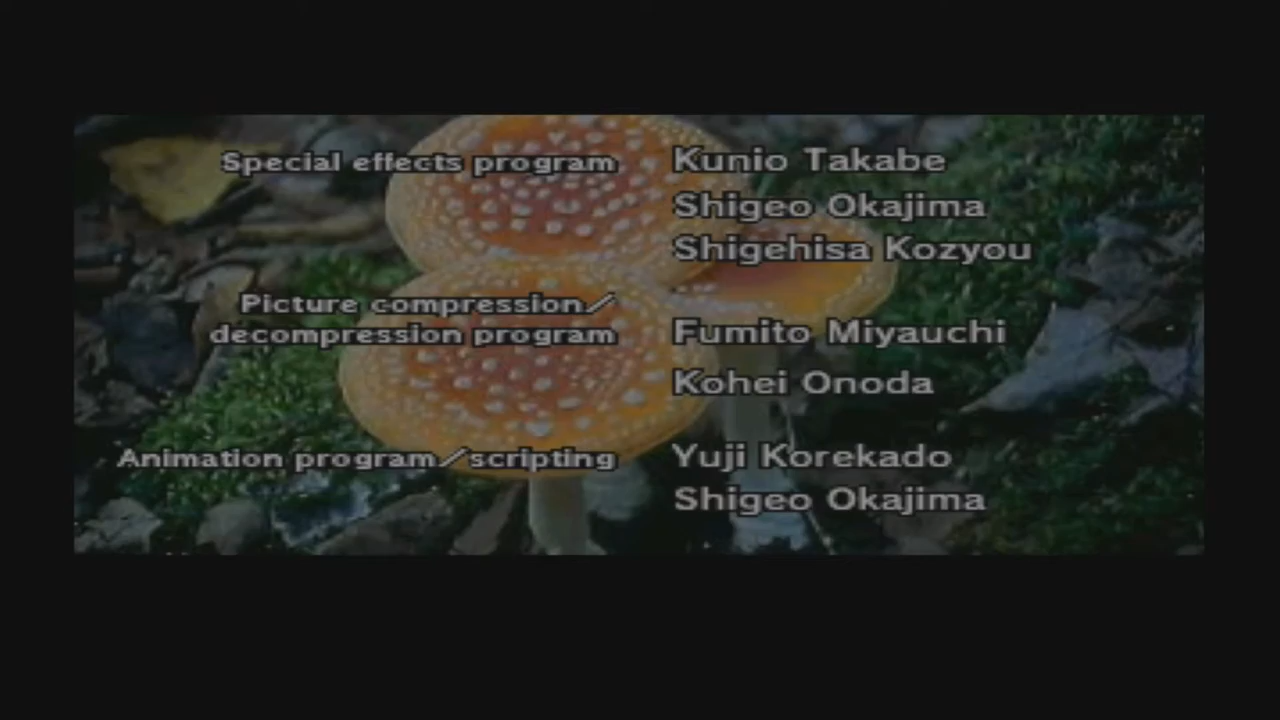 Special effects program Kunio Takabe
Shigeo Okajima
Shigehisa Kozyou
Picture compression/
decompression program Fumito Miyauchi
Kohei Onoda
Animation program/scripting Yuji Korekado
Shigeo Okajima